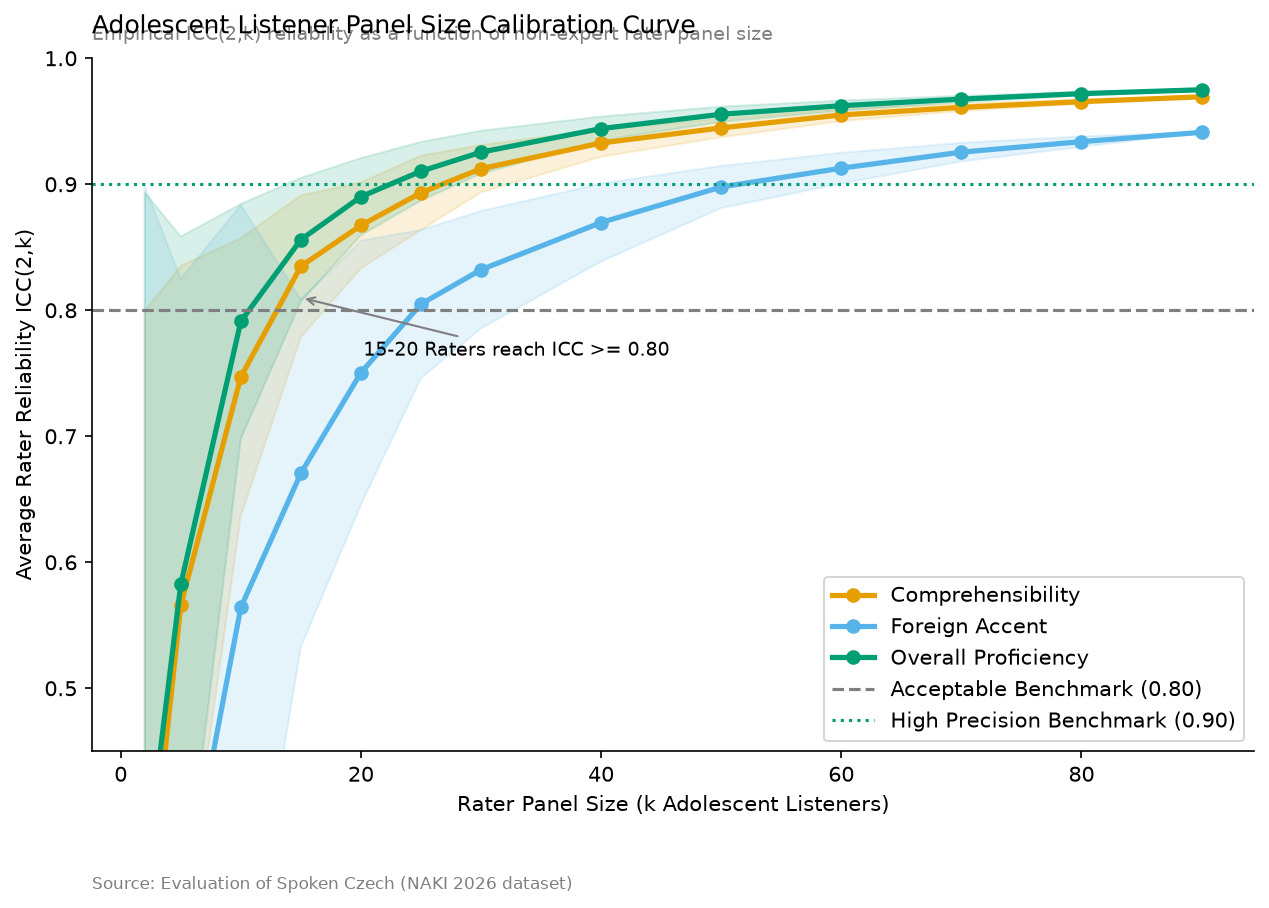 Adolescent Listener Panel Size Calibration Curve
Empirical ICC(2,k) reliability as a function of non-expert rater panel size
1.0
0.9
0.8
0.7
0.6
0.5
Average Rater Reliability ICC(2,k)
15-20 Raters reach ICC >= 0.80
Comprehensibility
Foreign Accent
Overall Proficiency
Acceptable Benchmark (0.80)
High Precision Benchmark (0.90)
0 20 40 60 80
Rater Panel Size (k Adolescent Listeners)
Source: Evaluation of Spoken Czech (NAKI 2026 dataset)